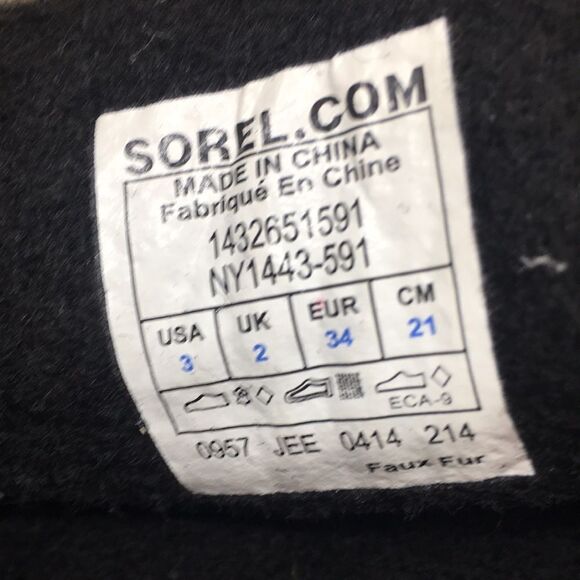 SOREL.COM
MADE IN CHINA
Fabriqué En Chine
1432651591
NY1443-591
USA UK EUR CM
3 2 34 21
ECA-9
0957 JEE 0414 214
Faux Fur